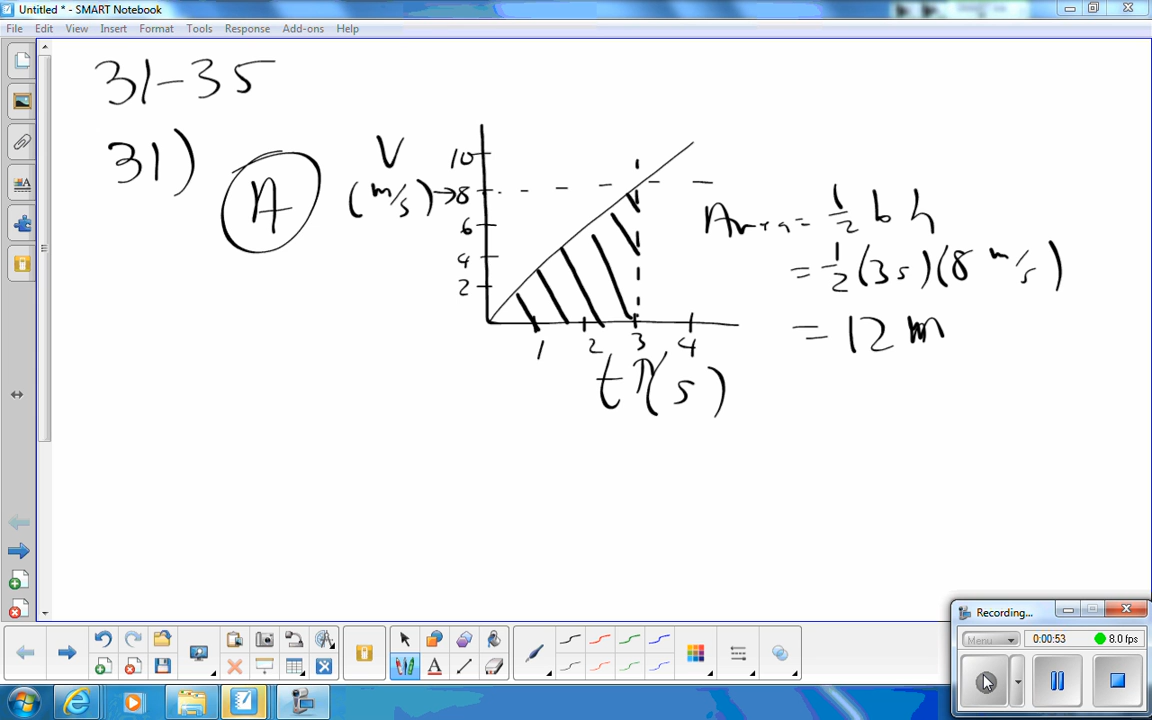 Untitled * - SMART Notebook
File Edit View Insert Format Tools Response Add-ons Help
31-35
31)
A
V
(m/s)
10
→8
6
4
2
1 2 3 4
t (s)
Area = 1/2 b h
= 1/2 (3s)(8 m/s)
= 12 m
Recording...
Menu
0:00:53
8.0 fps
A